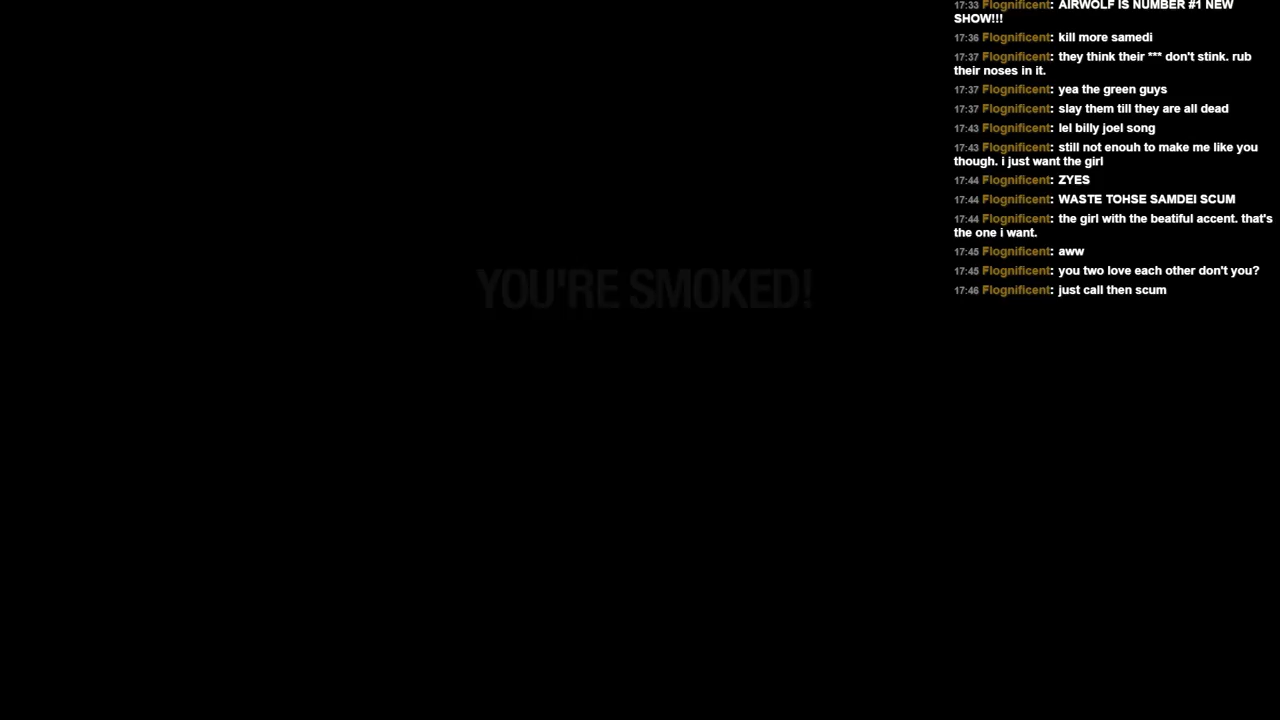 17:33 Flognificent: AIRWOLF IS NUMBER #1 NEW
SHOW!!!
17:36 Flognificent: kill more samedi
17:37 Flognificent: they think their *** don't stink. rub
their noses in it.
17:37 Flognificent: yea the green guys
17:37 Flognificent: slay them till they are all dead
17:43 Flognificent: lel billy joel song
17:43 Flognificent: still not enouh to make me like you
though. i just want the girl
17:44 Flognificent: ZYES
17:44 Flognificent: WASTE TOHSE SAMDEI SCUM
17:44 Flognificent: the girl with the beatiful accent. that's
the one i want.
17:45 Flognificent: aww
17:45 Flognificent: you two love each other don't you?
YOU'RE SMOKED!
17:46 Flognificent: just call then scum